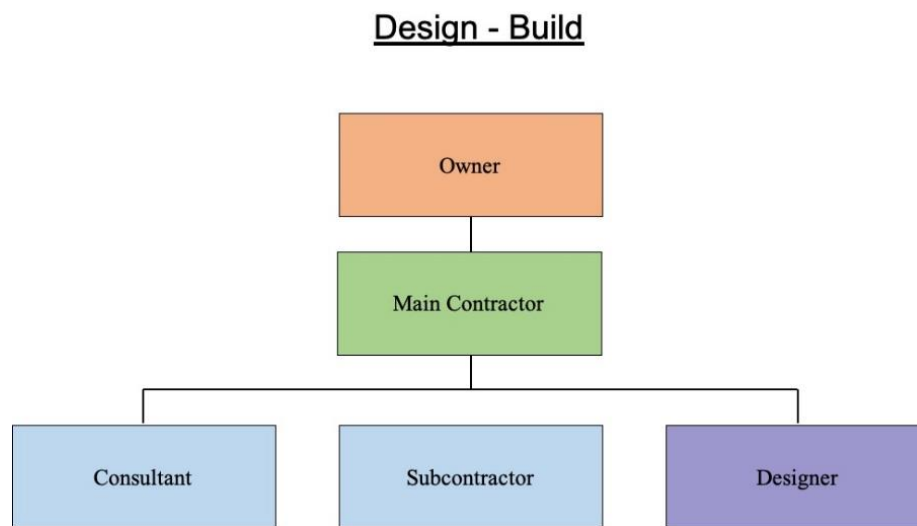 Design - Build
Owner
Main Contractor
Consultant
Subcontractor
Designer